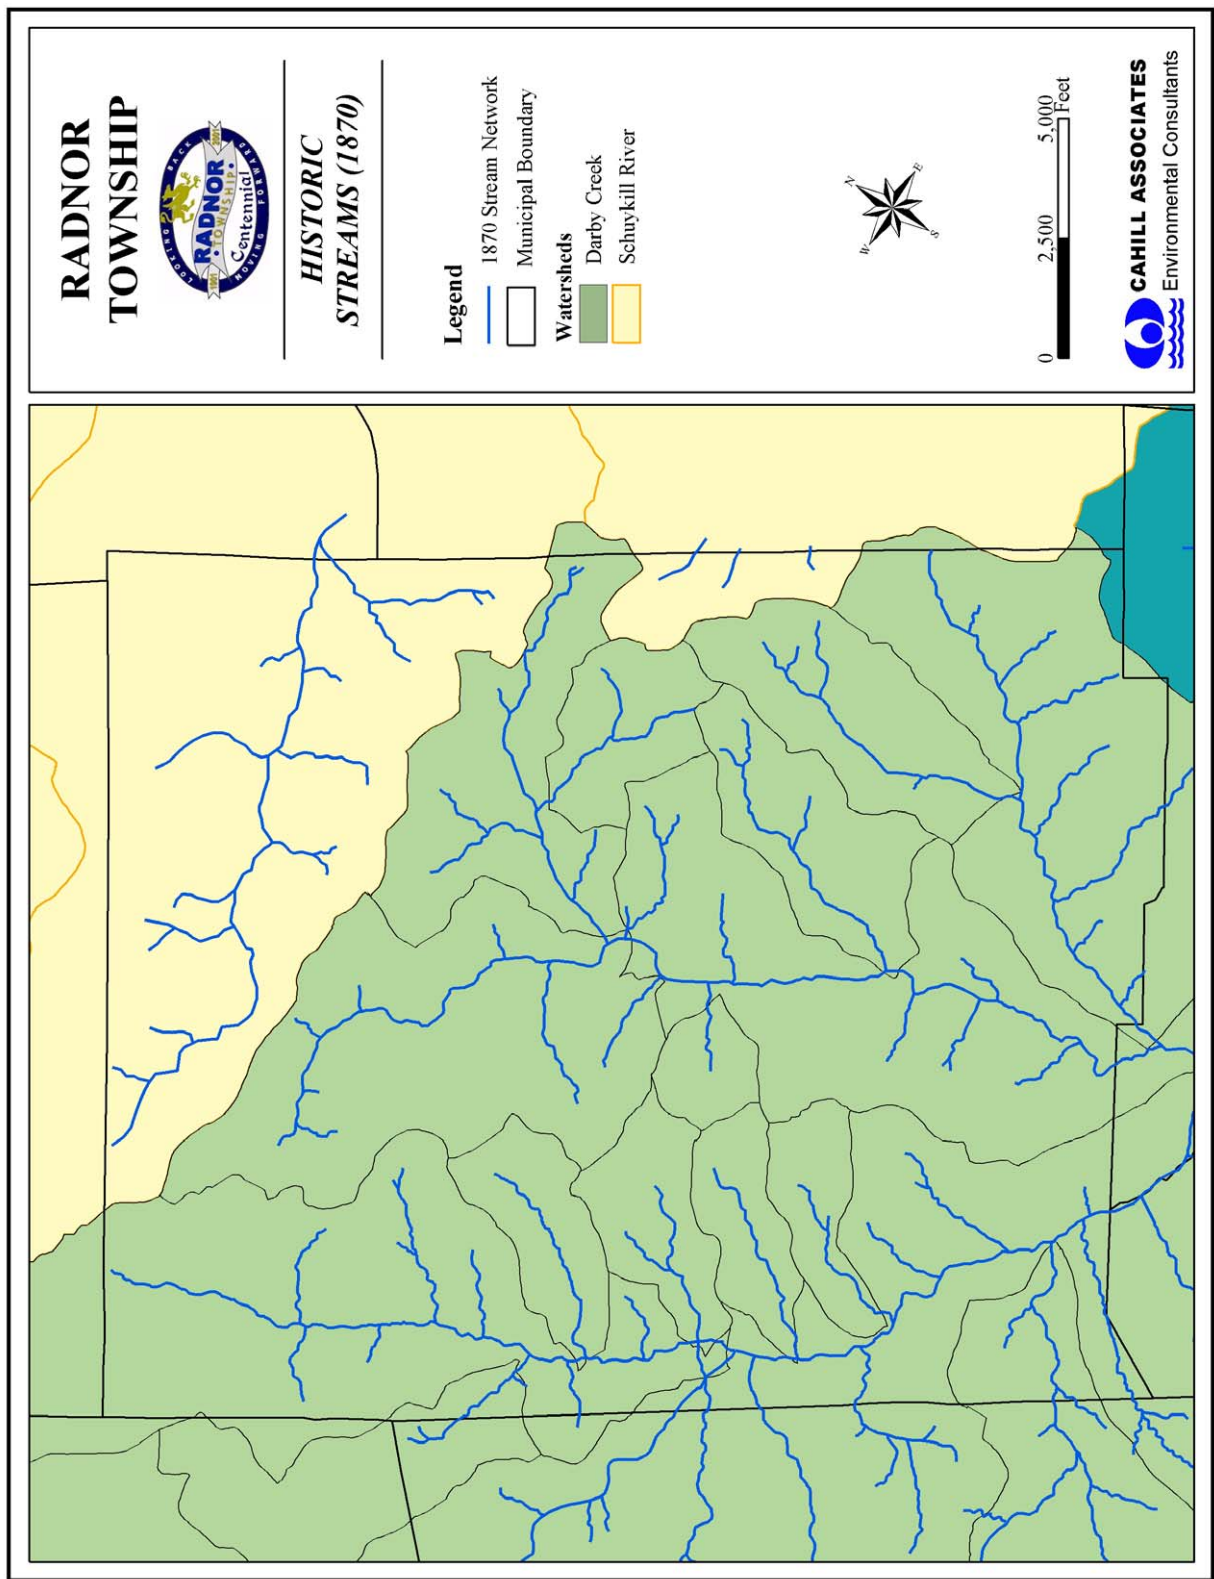 RADNOR
TOWNSHIP
LOOKING BACK
1901
RADNOR
TOWNSHIP
2001
Centennial
MOVING FORWARD
HISTORIC
STREAMS (1870)
Legend
1870 Stream Network
Municipal Boundary
Watersheds
Darby Creek
Schuykill River
N
W
E
S
0
2,500
5,000
Feet
CAHILL ASSOCIATES
Environmental Consultants